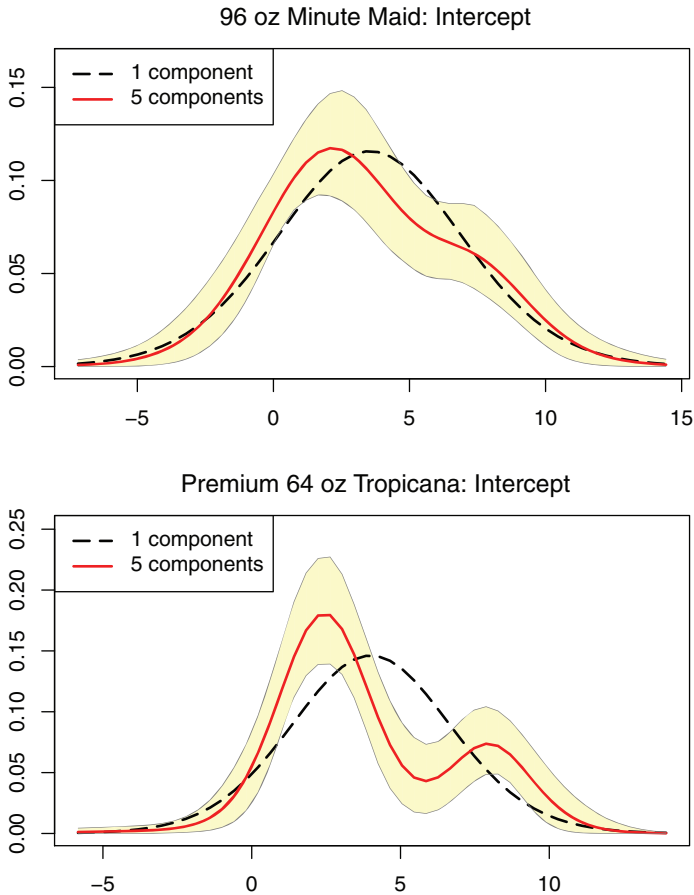 96 oz Minute Maid: Intercept
1 component
5 components
0.15
0.10
0.05
0.00
−5 0 5 10 15
Premium 64 oz Tropicana: Intercept
1 component
5 components
0.25
0.20
0.15
0.10
0.05
0.00
−5 0 5 10